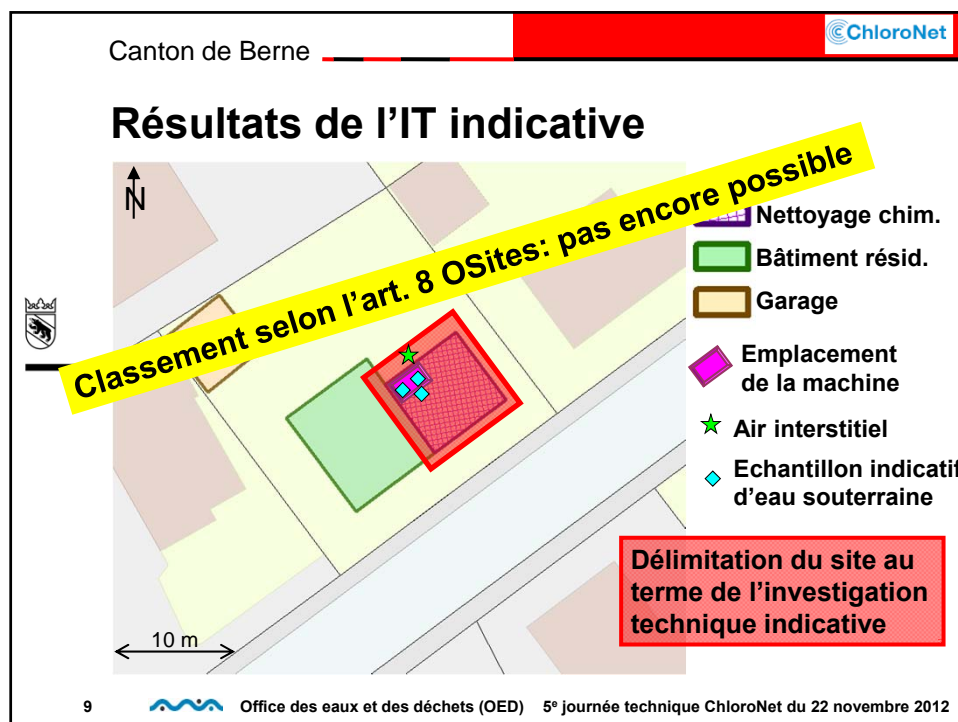 Canton de Berne
©ChloroNet
Résultats de l'IT indicative
N
Classement selon l'art. 8 OSites: pas encore possible
Nettoyage chim.
Bâtiment résid.
Garage
Emplacement
de la machine
Air interstitiel
Echantillon indicatif
d'eau souterraine
Délimitation du site au
terme de l'investigation
technique indicative
10 m
9 Office des eaux et des déchets (OED) 5e journée technique ChloroNet du 22 novembre 2012